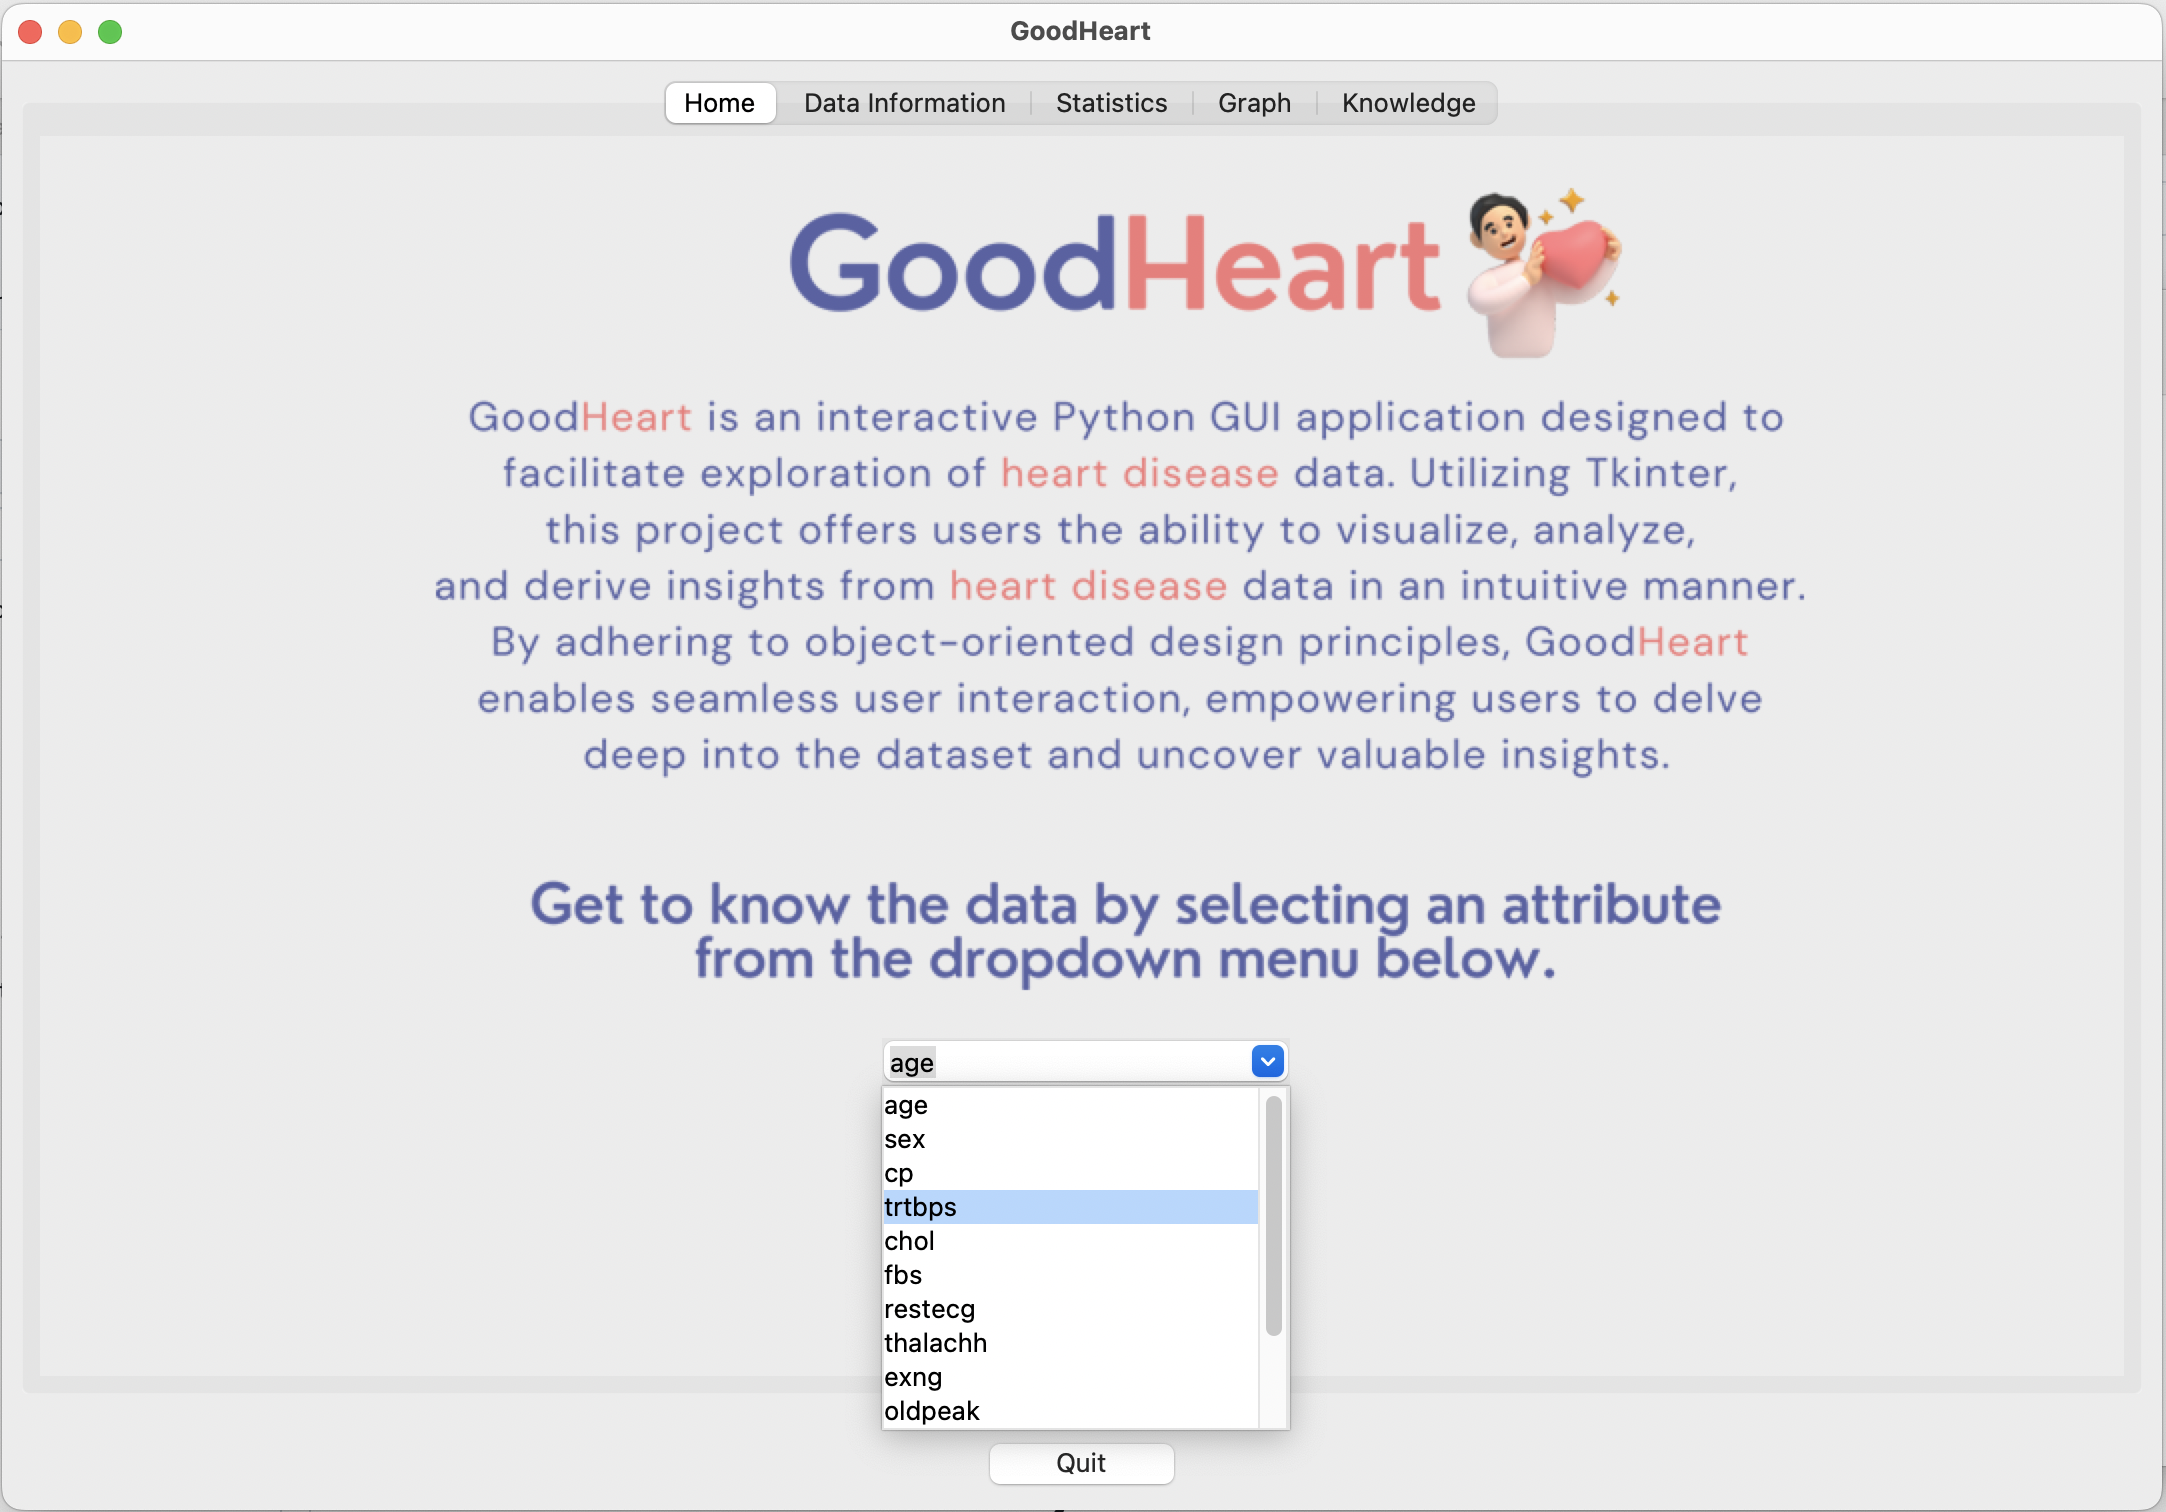 GoodHeart
Home Data Information Statistics Graph Knowledge
GoodHeart
GoodHeart is an interactive Python GUI application designed to
facilitate exploration of heart disease data. Utilizing Tkinter,
this project offers users the ability to visualize, analyze,
and derive insights from heart disease data in an intuitive manner.
By adhering to object-oriented design principles, GoodHeart
enables seamless user interaction, empowering users to delve
deep into the dataset and uncover valuable insights.
Get to know the data by selecting an attribute
from the dropdown menu below.
age
age
sex
cp
trtbps
chol
fbs
restecg
thalachh
exng
oldpeak
Quit